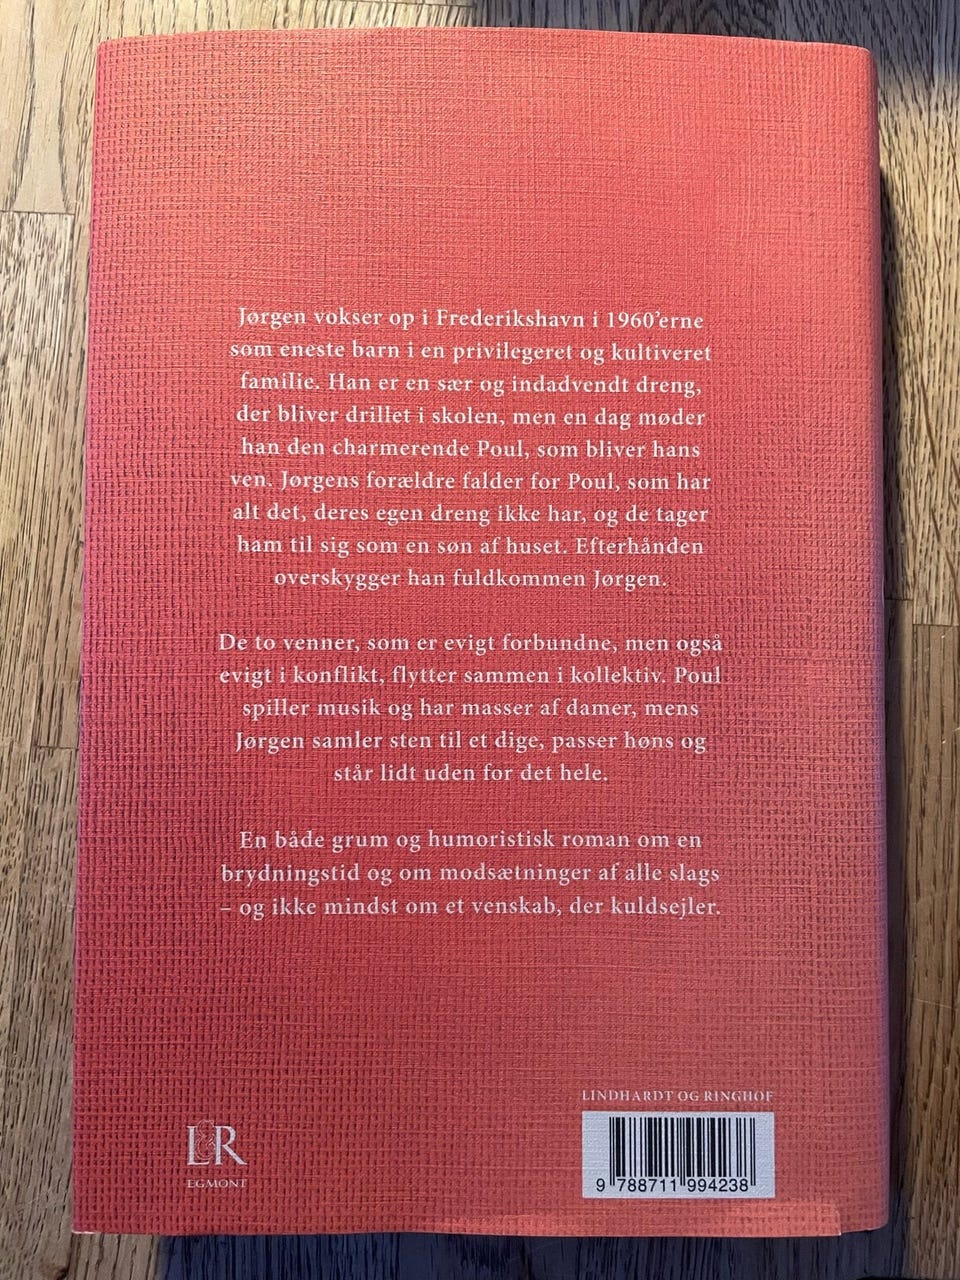 Jørgen vokser op i Frederikshavn i 1960’erne
som eneste barn i en privilegeret og kultiveret
familie. Han er en sær og indadvendt dreng,
der bliver drillet i skolen, men en dag møder
han den charmerende Poul, som bliver hans
ven. Jørgens forældre falder for Poul, som har
alt det, deres egen dreng ikke har, og de tager
ham til sig som en søn af huset. Efterhånden
overskygger han fuldkommen Jørgen.
De to venner, som er evigt forbundne, men også
evigt i konflikt, flytter sammen i kollektiv. Poul
spiller musik og har masser af damer, mens
Jørgen samler sten til et dige, passer høns og
står lidt uden for det hele.
En både grum og humoristisk roman om en
brydningstid og om modsætninger af alle slags
– og ikke mindst om et venskab, der kuldsejler.
LINDHARDT OG RINGHOF
L&R
EGMONT
9 788711 994238